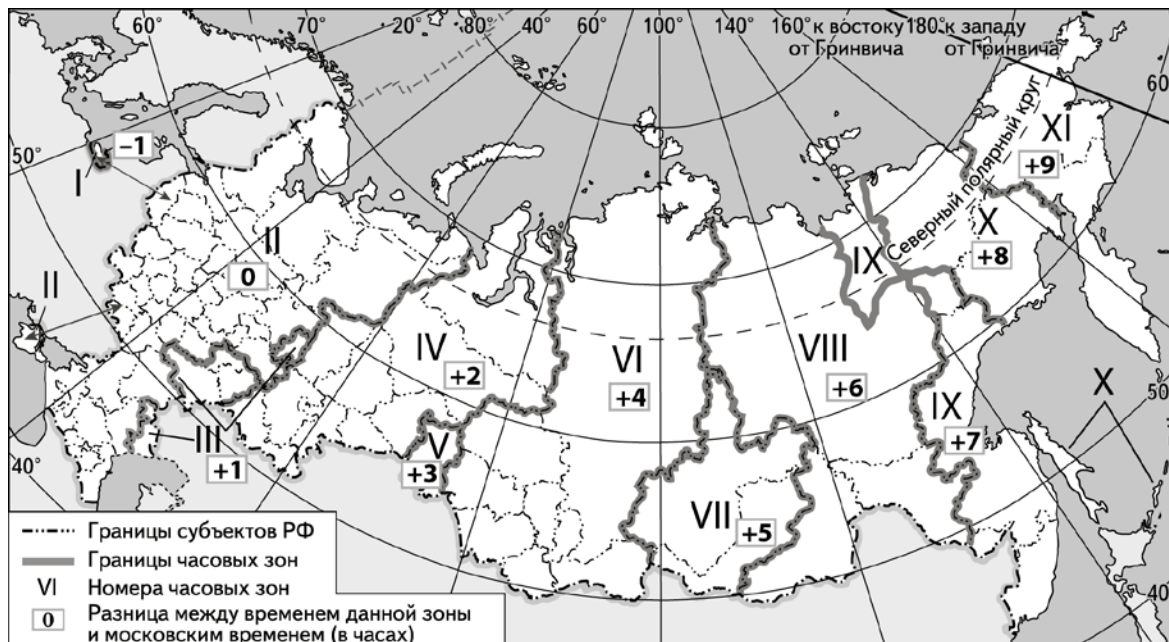 60° 70° 20° 60° 80° 100° 140° 160° к востоку 180° к западу
от Гринвича от Гринвича
60°
50°
I
–1
II
0
II
III
+1
40°
IV
+2
V
+3
VI
+4
VII
+5
VIII
+6
IX
IX
+7
X
+8
XI
+9
Северный полярный круг
X
50°
40°
Границы субъектов РФ
Границы часовых зон
VI Номера часовых зон
0 Разница между временем данной зоны
и московским временем (в часах)